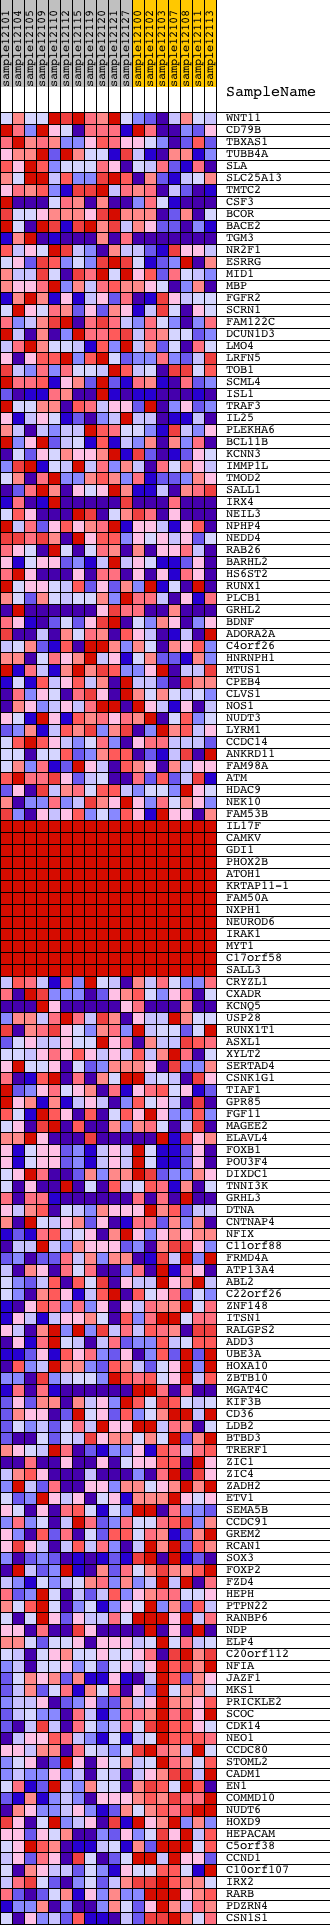 sample12101
sample12104
sample12105
sample12109
sample12110
sample12112
sample12115
sample12119
sample12120
sample12122
sample12127
sample12100
sample12102
sample12103
sample12107
sample12108
sample12111
sample12113
SampleName
WNT11
CD79B
TBXAS1
TUBB4A
SLA
SLC25A13
TMTC2
CSF3
BCOR
BACE2
TGM3
NR2F1
ESRRG
MID1
MBP
FGFR2
SCRN1
FAM122C
DCUN1D3
LMO4
LRFN5
TOB1
SCML4
ISL1
TRAF3
IL25
PLEKHA6
BCL11B
KCNN3
IMMP1L
TMOD2
SALL1
IRX4
NEIL3
NPHP4
NEDD4
RAB26
BARHL2
HS6ST2
RUNX1
PLCB1
GRHL2
BDNF
ADORA2A
C4orf26
HNRNPH1
MTUS1
CPEB4
CLVS1
NOS1
NUDT3
LYRM1
CCDC14
ANKRD11
FAM98A
ATM
HDAC9
NEK10
FAM53B
IL17F
CAMKV
GDI1
PHOX2B
ATOH1
KRTAP11-1
FAM50A
NXPH1
NEUROD6
IRAK1
MYT1
C17orf58
SALL3
CRYZL1
CXADR
KCNQ5
USP28
RUNX1T1
ASXL1
XYLT2
SERTAD4
CSNK1G1
TIAF1
GPR85
FGF11
MAGEE2
ELAVL4
FOXB1
POU3F4
DIXDC1
TNNI3K
GRHL3
DTNA
CNTNAP4
NFIX
C11orf88
FRMD4A
ATP13A4
ABL2
C22orf26
ZNF148
ITSN1
RALGPS2
ADD3
UBE3A
HOXA10
ZBTB10
MGAT4C
KIF3B
CD36
LDB2
BTBD3
TRERF1
ZIC1
ZIC4
ZADH2
ETV1
SEMA5B
CCDC91
GREM2
RCAN1
SOX3
FOXP2
FZD4
HEPH
PTPN22
RANBP6
NDP
ELP4
C20orf112
NFIA
JAZF1
MKS1
PRICKLE2
SCOC
CDK14
NEO1
CCDC80
STOML2
CADM1
EN1
COMMD10
NUDT6
HOXD9
HEPACAM
C5orf38
CCND1
C10orf107
IRX2
RARB
PDZRN4
CSN1S1